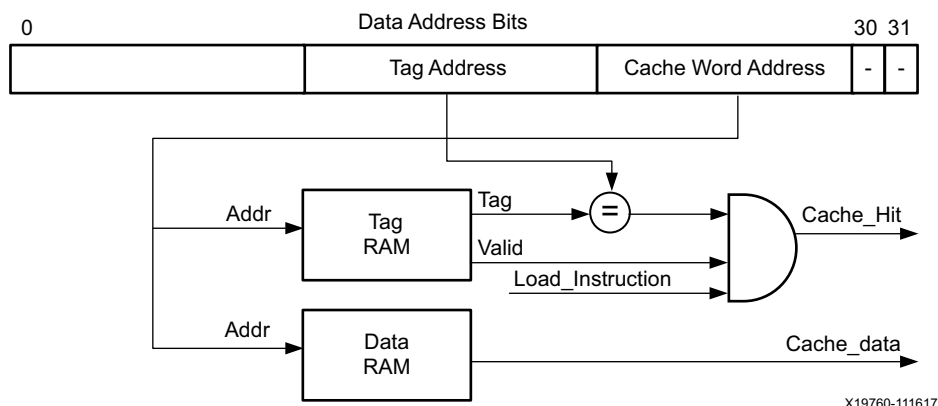 Data Address Bits
0 30 31
Tag Address Cache Word Address - -
Addr
Tag
RAM
Tag
=
Valid
Load_Instruction
Cache_Hit
Addr
Data
RAM
Cache_data
X19760-111617